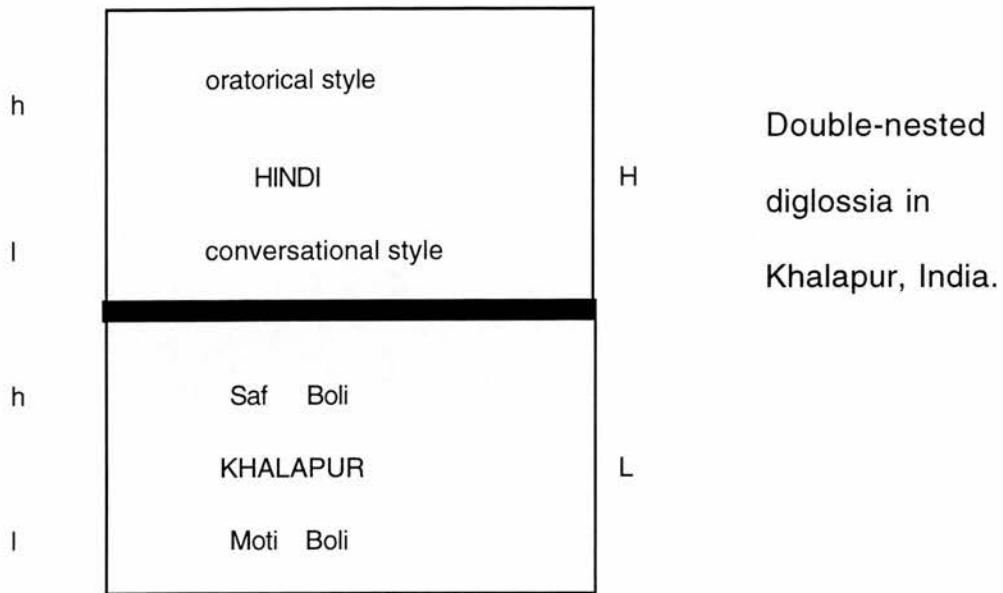 h
oratorical style
HINDI
H
l
conversational style
h
Saf Boli
KHALAPUR
L
l
Moti Boli
Double-nested
diglossia in
Khalapur, India.